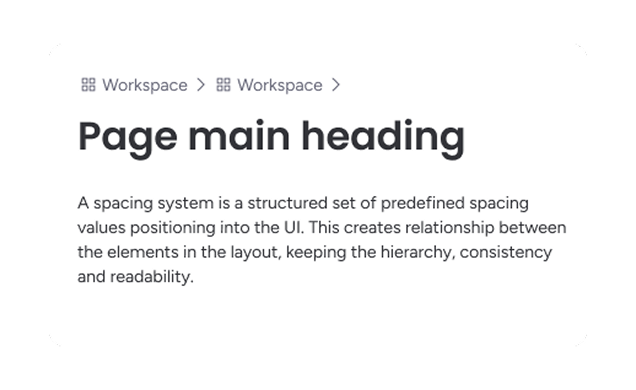 Workspace > Workspace >
Page main heading
A spacing system is a structured set of predefined spacing
values positioning into the UI. This creates relationship between
the elements in the layout, keeping the hierarchy, consistency
and readability.